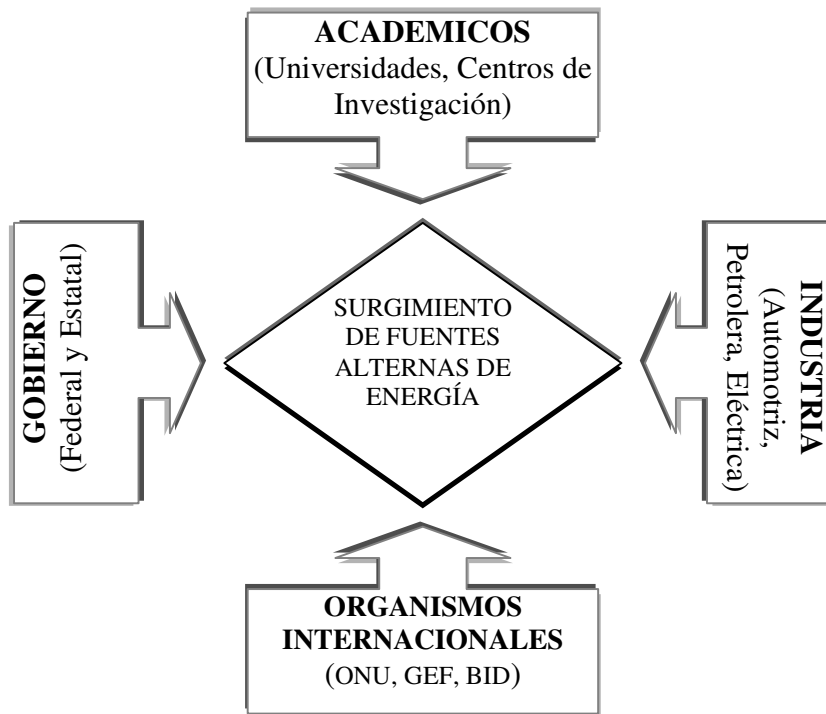 ACADEMICOS
(Universidades, Centros de
Investigación)
GOBIERNO
(Federal y Estatal)
SURGIMIENTO
DE FUENTES
ALTERNAS DE
ENERGÍA
INDUSTRIA
(Automotriz,
Petrolera, Eléctrica)
ORGANISMOS
INTERNACIONALES
(ONU, GEF, BID)